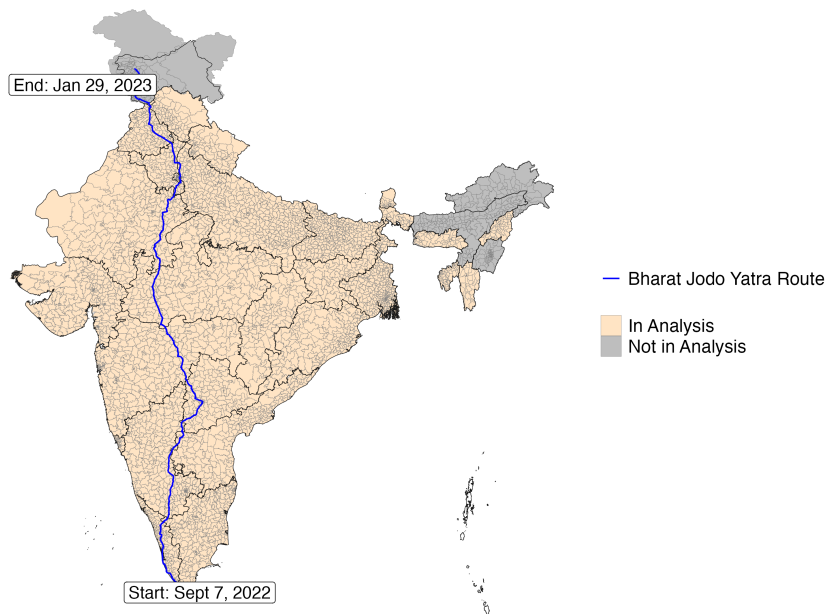 End: Jan 29, 2023
Bharat Jodo Yatra Route
In Analysis
Not in Analysis
Start: Sept 7, 2022